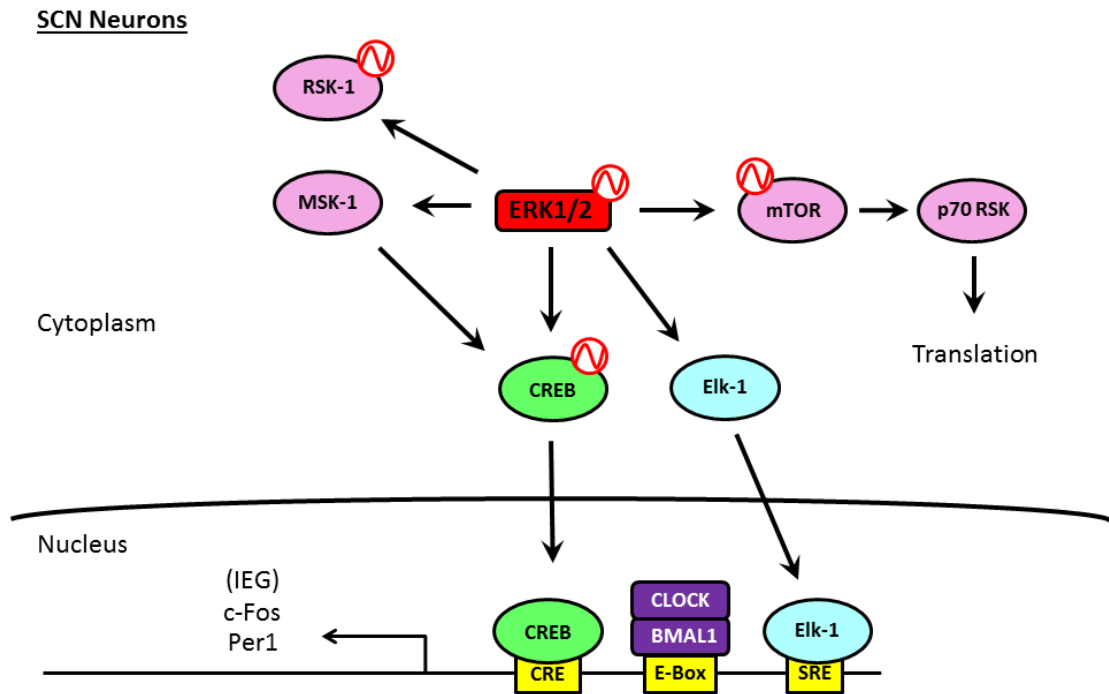 SCN Neurons
RSK-1
MSK-1
ERK1/2
mTOR
p70 RSK
Cytoplasm
Translation
CREB
Elk-1
Nucleus
(IEG)
c-Fos
Per1
CREB
CLOCK
BMAL1
Elk-1
CRE
E-Box
SRE